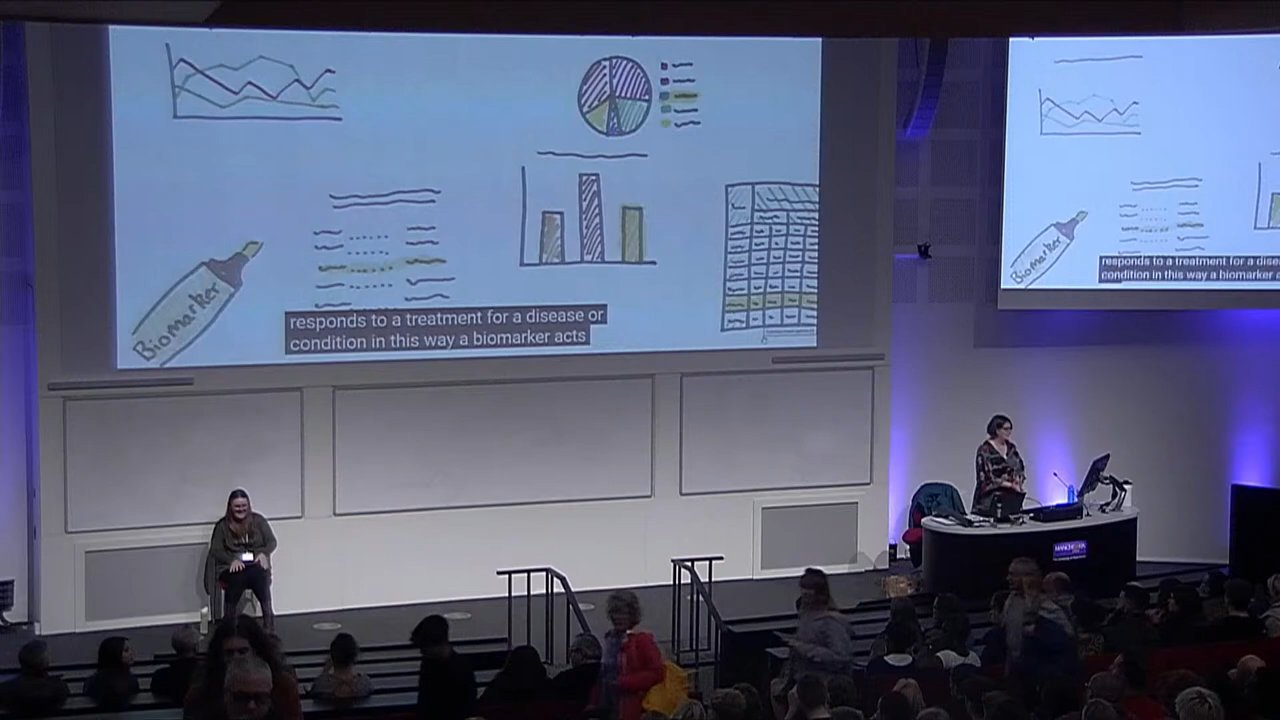 Biomarker
responds to a treatment for a disease or
condition in this way a biomarker acts
Biomarker
responds to a treatment for a
condition in this way a biomarker
MANCHESTER